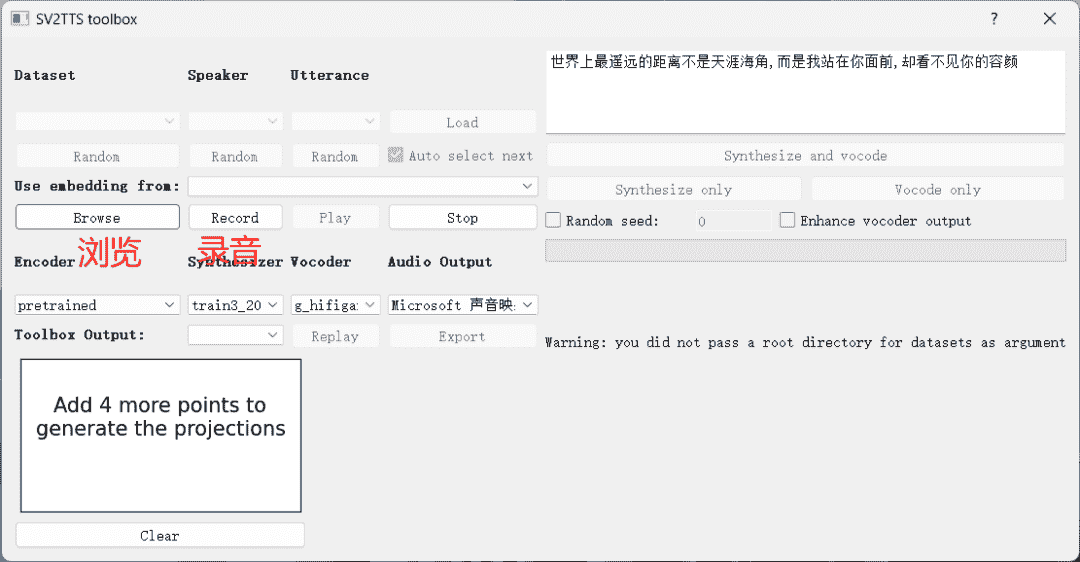 SV2TTS toolbox
?
Dataset
Speaker
Utterance
Load
Random
Random
Random
Auto select next
Use embedding from:
Browse
Record
Play
Stop
浏览
录音
Encoder
Synthesizer
Vocoder
Audio Output
pretrained
train3_20
g_hifiga
Microsoft 声音映
Toolbox Output:
Replay
Export
Add 4 more points to
generate the projections
Clear
世界上最遥远的距离不是天涯海角,而是我站在你面前,却看不见你的容颜
Synthesize and vocode
Synthesize only
Vocode only
Random seed:
0
Enhance vocoder output
Warning: you did not pass a root directory for datasets as argument